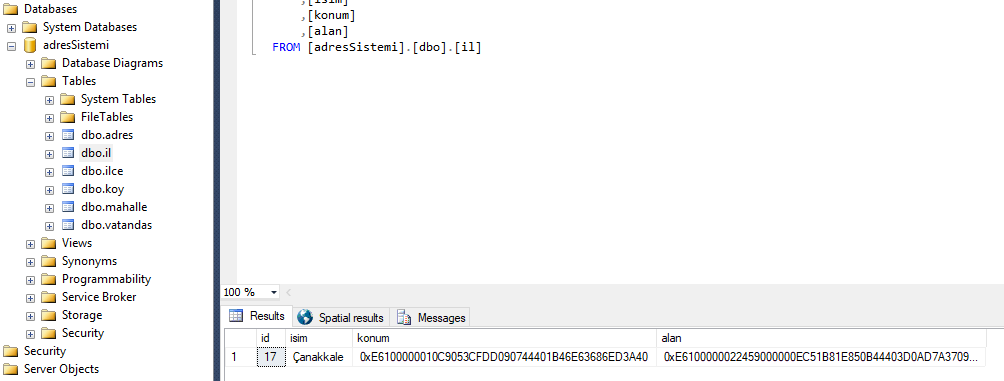 Databases
System Databases
adresSistemi
Database Diagrams
Tables
System Tables
FileTables
dbo.adres
dbo.il
dbo.ilce
dbo.koy
dbo.mahalle
dbo.vatandas
Views
Synonyms
Programmability
Service Broker
Storage
Security
Security
Server Objects
,[isim]
,[konum]
,[alan]
FROM [adresSistemi].[dbo].[il]
100 %
Results Spatial results Messages
id isim konum alan
1 17 Çanakkale 0xE6100000010C9053CFDD090744401B46E63686ED3A40 0xE6100000022459000000EC51B81E850B44403D0AD7A3709...